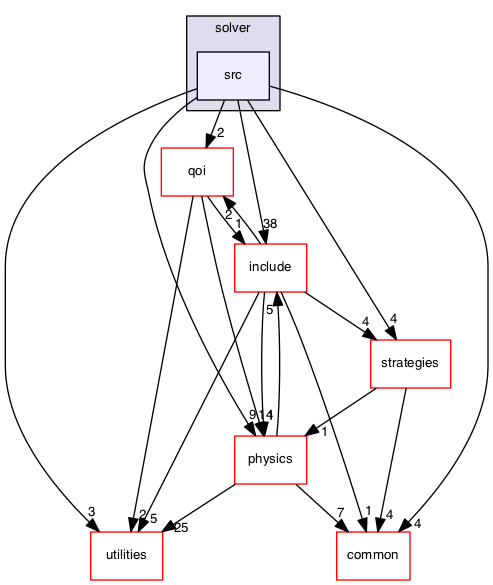 solver
src
2
qoi
2
1
38
include
5
4
4
strategies
9
14
1
physics
3
2
5
25
7
1
4
4
utilities
common